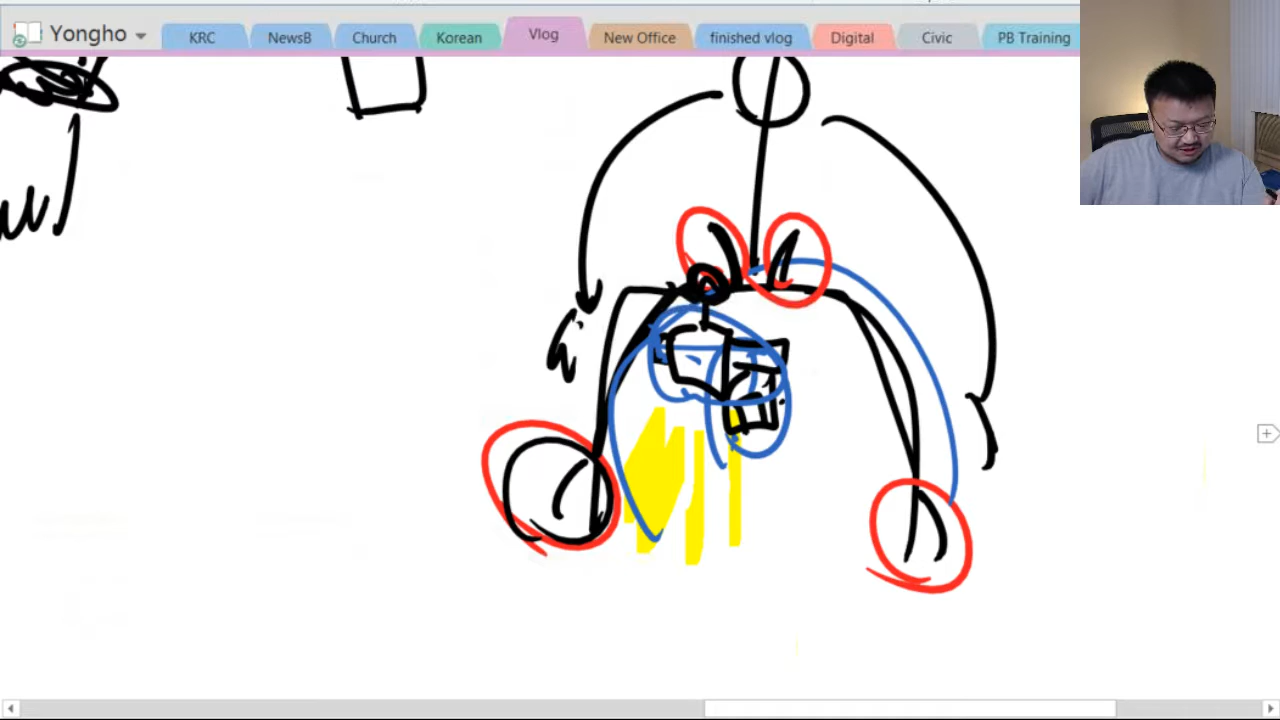 Yongho
KRC
NewsB
Church
Korean
Vlog
New Office
finished vlog
Digital
Civic
PB Training